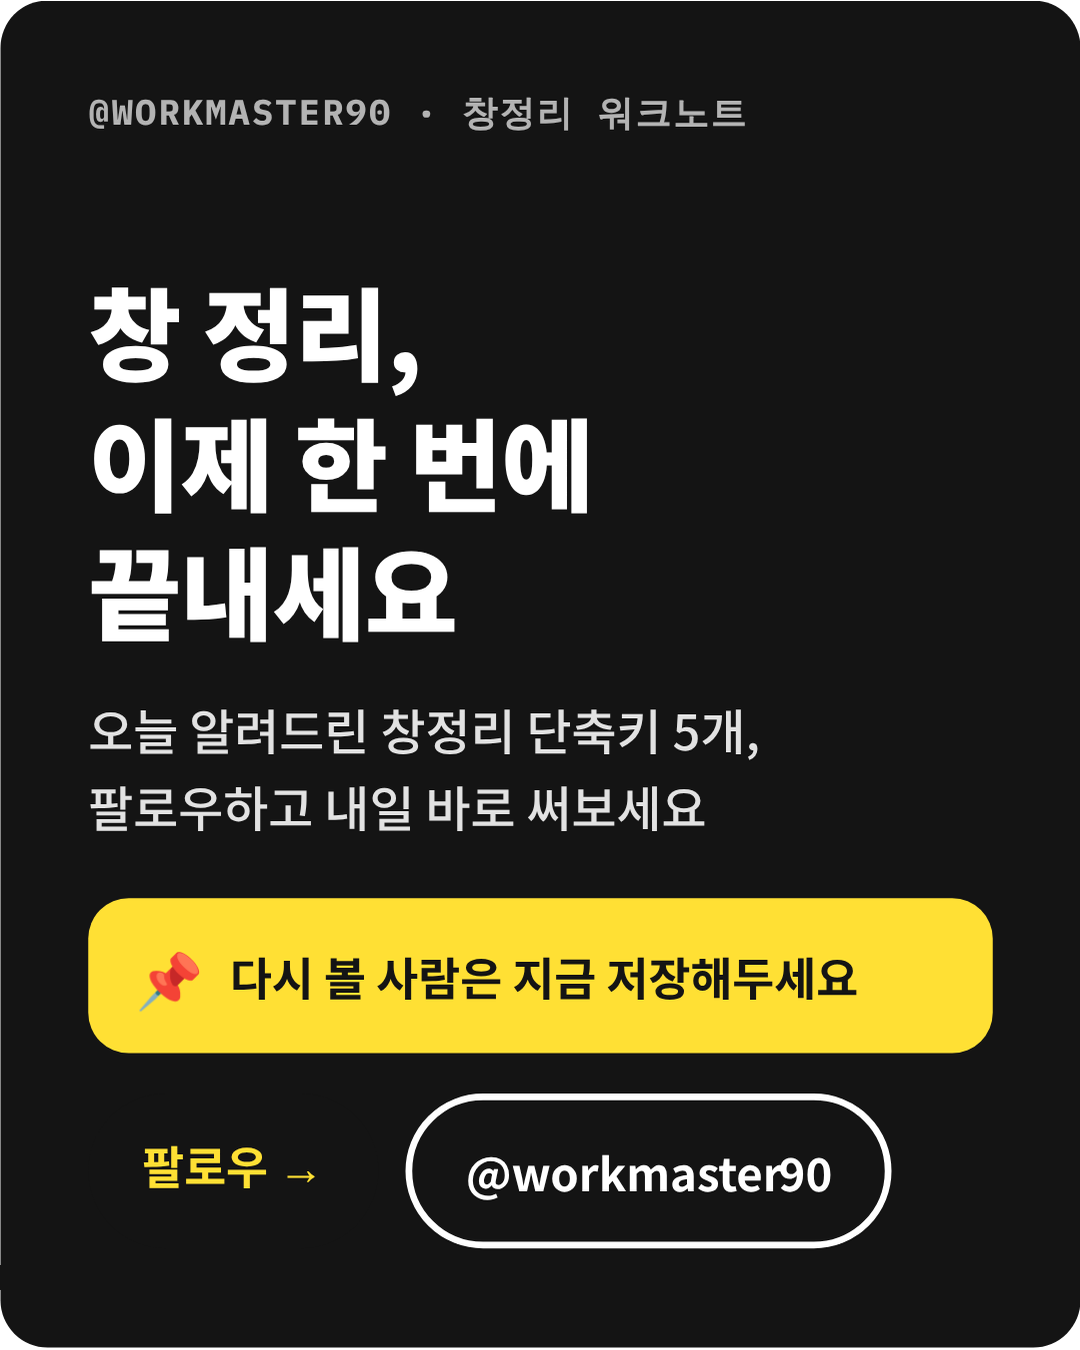 @WORKMASTER90 · 창정리 워크노트
창 정리,
이제 한 번에
끝내세요
오늘 알려드린 창정리 단축키 5개,
팔로우하고 내일 바로 써보세요
📌 다시 볼 사람은 지금 저장해두세요
팔로우 → @workmaster90